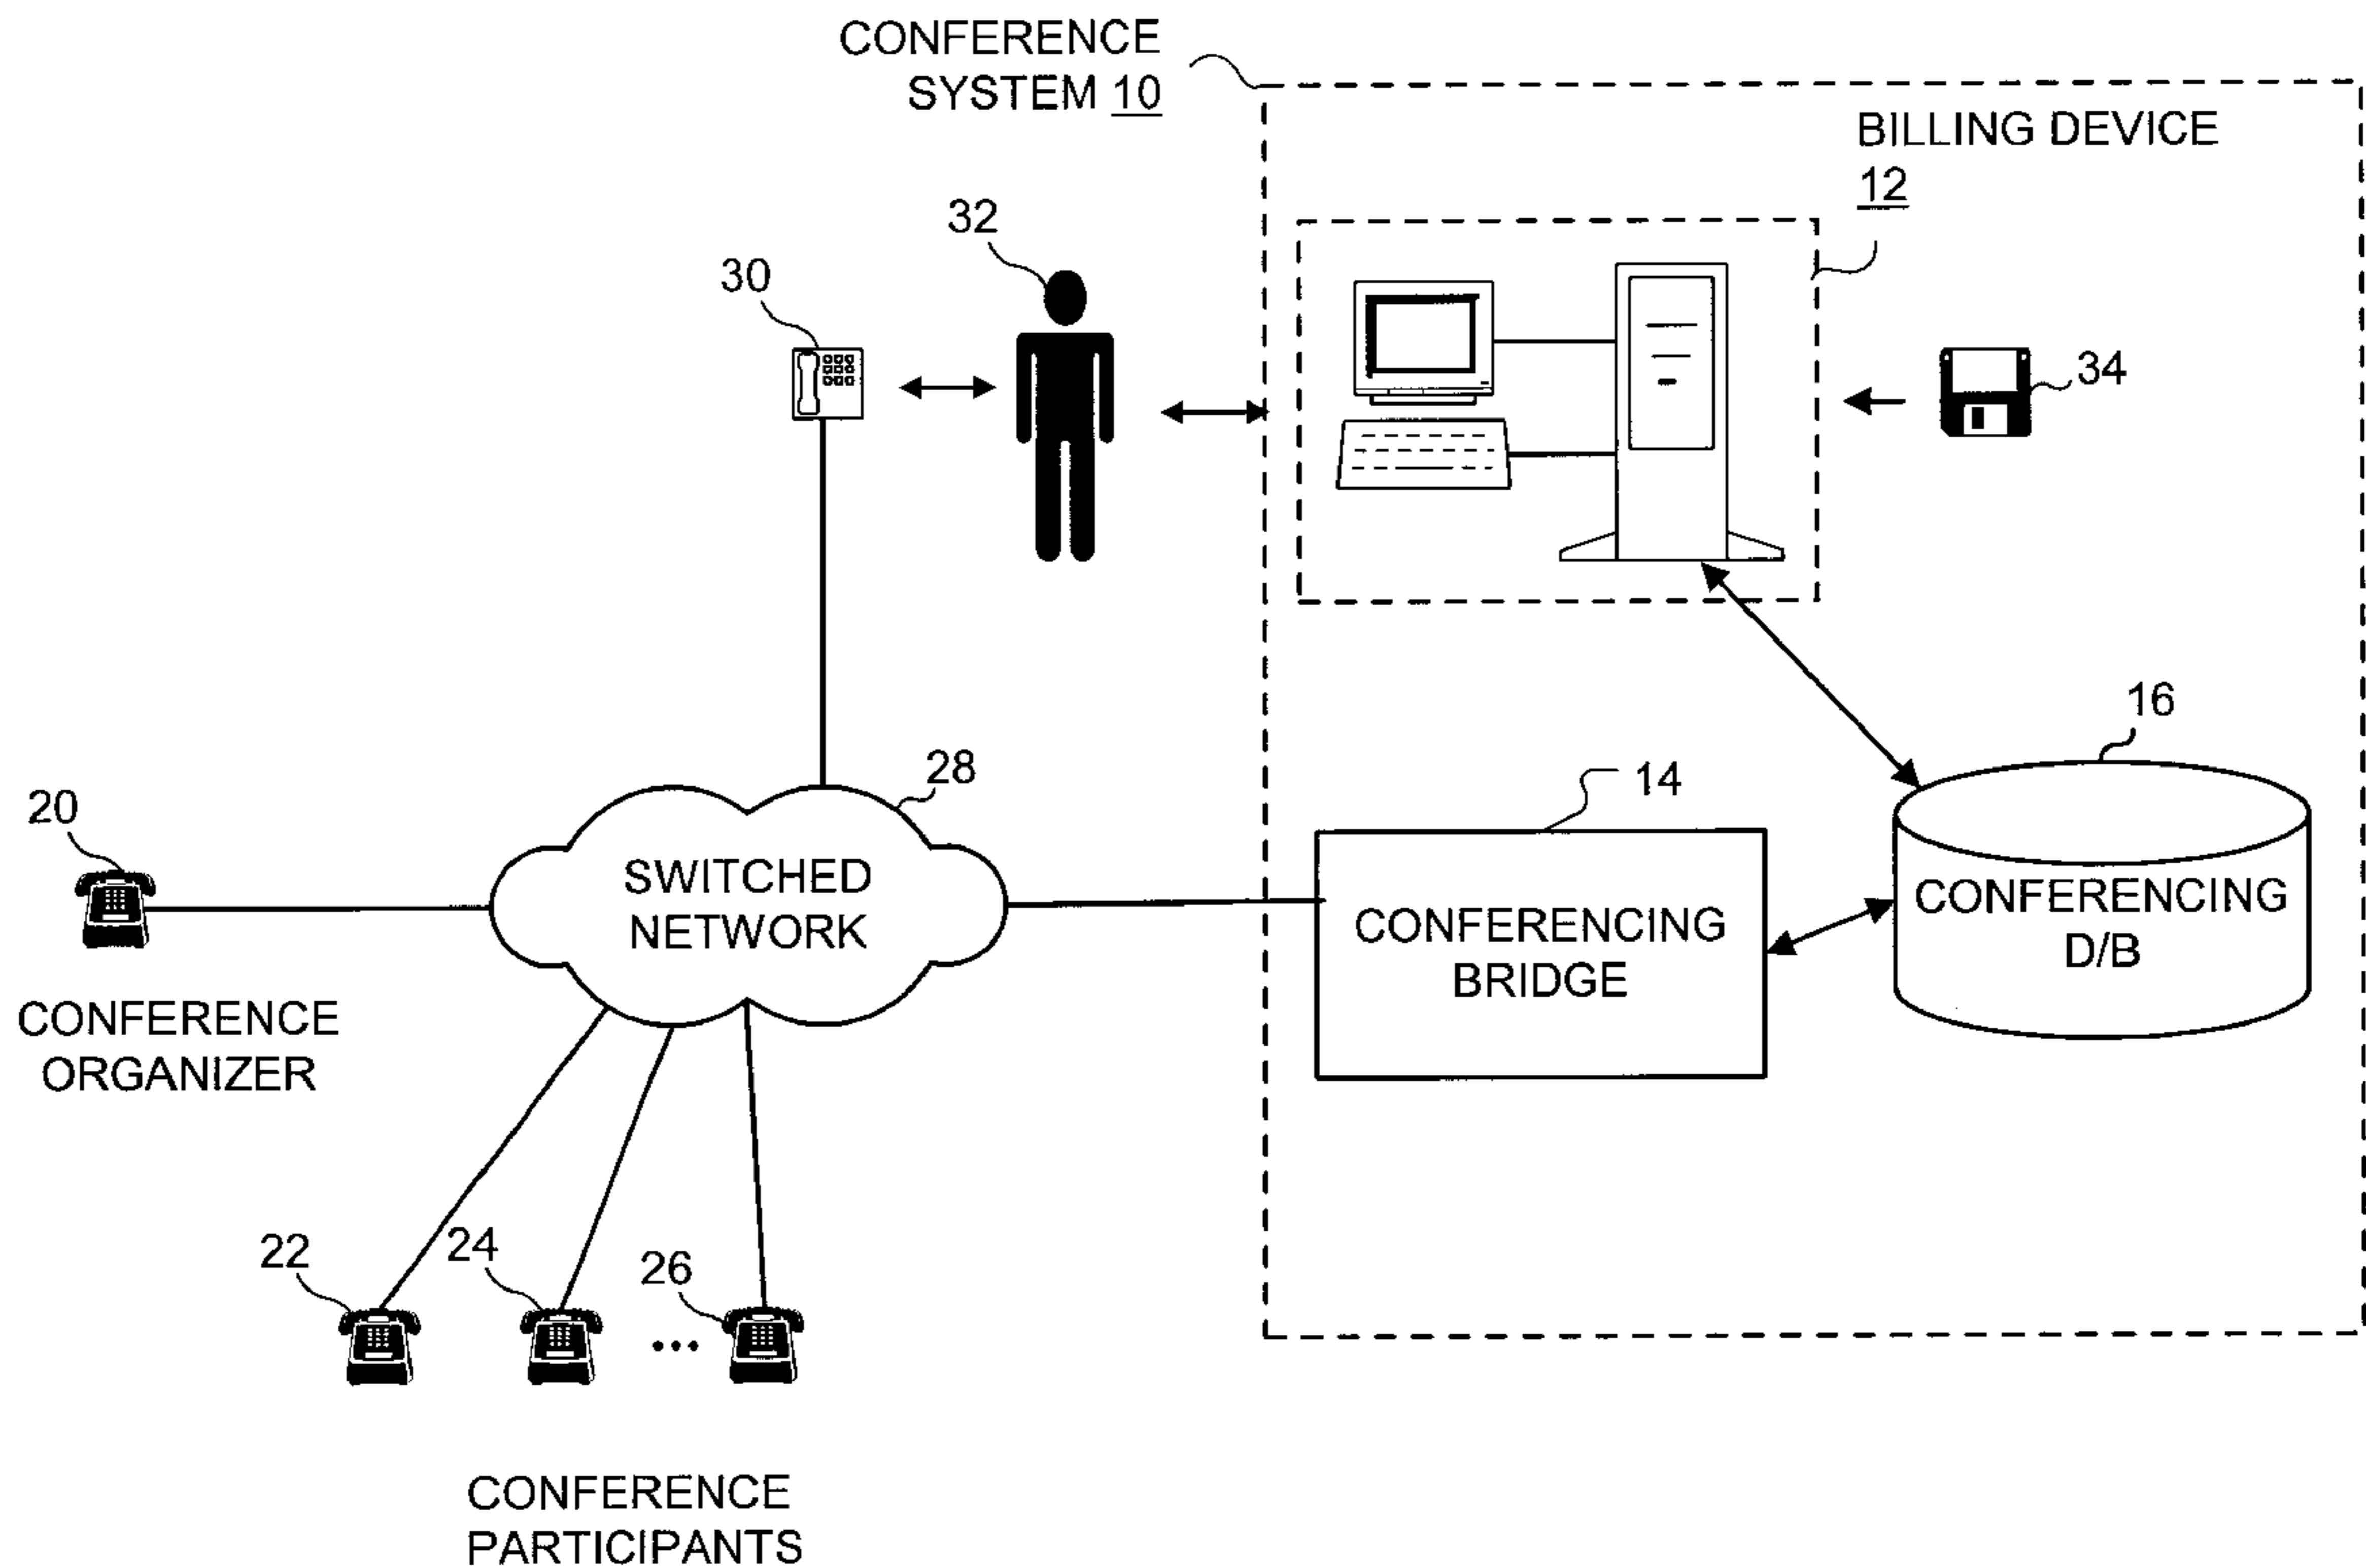 CONFERENCE
SYSTEM 10
BILLING DEVICE
12
32
30
34
16
28
14
20
SWITCHED
NETWORK
CONFERENCING
BRIDGE
CONFERENCING
D/B
CONFERENCE
ORGANIZER
22
24
26
...
CONFERENCE
PARTICIPANTS